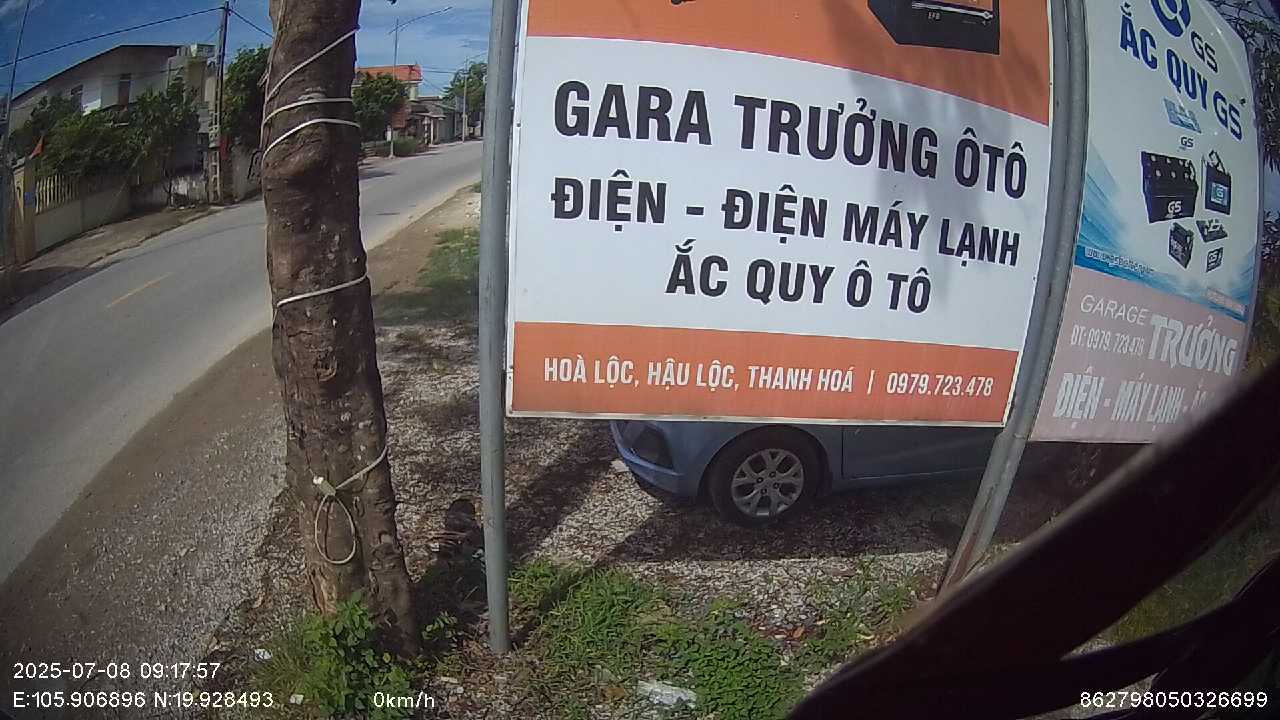 GARA TRƯỞNG ÔTÔ
ĐIỆN - ĐIỆN MÁY LẠNH
ẮC QUY Ô TÔ
HOÀ LỘC, HẬU LỘC, THANH HOÁ | 0979.723.478
GS
ẮC QUY GS
GS
GS
GARAGE
ĐT: 0979.723.478 TRƯỞNG
ĐIỆN - MÁY LẠNH -
2025-07-08 09:17:57
E:105.906896 N:19.928493 0km/h
862798050326699